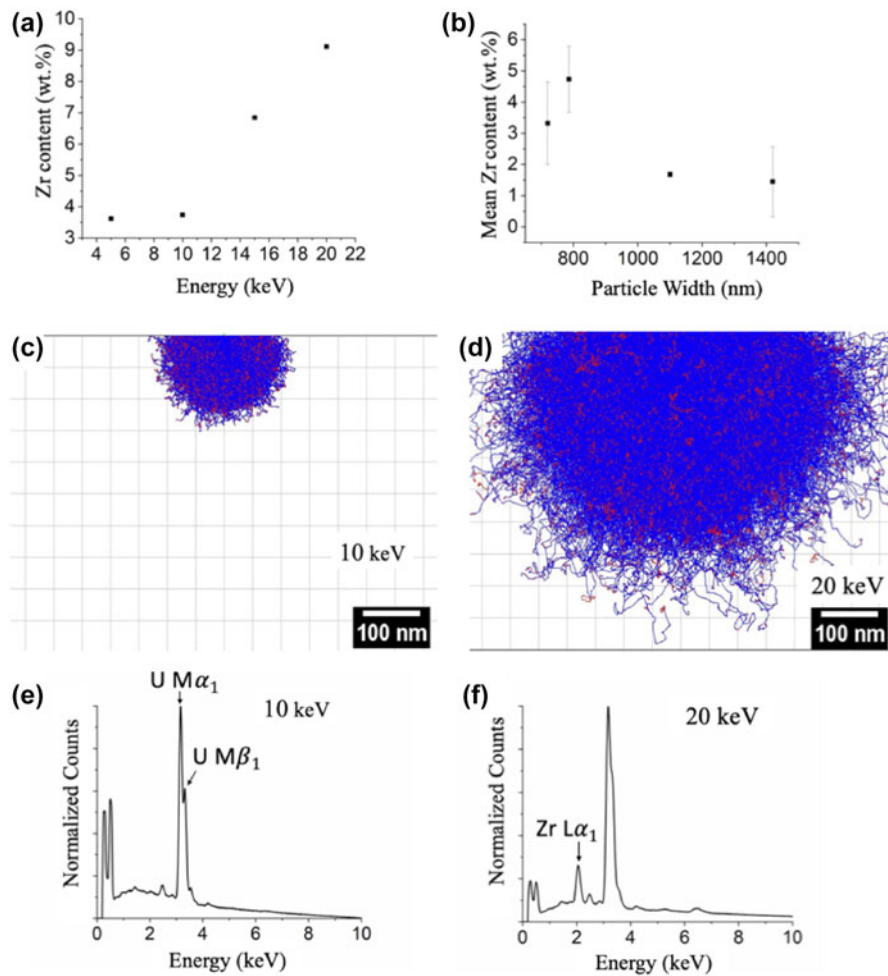 (a)
10
9
8
7
6
5
4
3
4 6 8 10 12 14 16 18 20 22
Zr content (wt.%)
Energy (keV)
(b)
6
5
4
3
2
1
0
800 1000 1200 1400
Mean Zr content (wt.%)
Particle Width (nm)
(c)
10 keV
100 nm
(d)
20 keV
100 nm
(e)
U Mα₁
10 keV
U Mβ₁
Normalized Counts
0 2 4 6 8 10
Energy (keV)
(f)
20 keV
Zr Lα₁
Normalized Counts
0 2 4 6 8 10
Energy (keV)